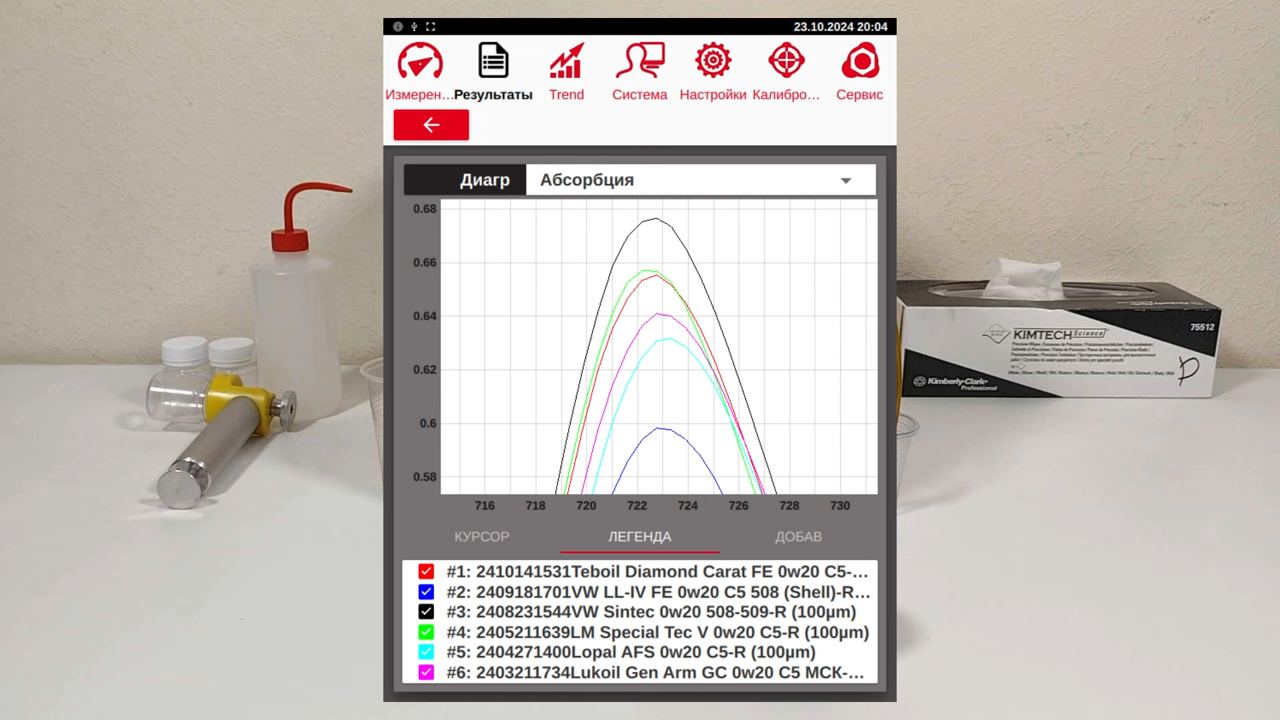 23.10.2024 20:04
Измерен... Результаты Trend Система Настройки Калибро... Сервис
Диагр Абсорбция
0.68
0.66
0.64
0.62
0.6
0.58
716 718 720 722 724 726 728 730
КУРСОР ЛЕГЕНДА ДОБАВ
#1: 2410141531Teboil Diamond Carat FE 0w20 C5-...
#2: 2409181701VW LL-IV FE 0w20 C5 508 (Shell)-R...
#3: 2408231544VW Sintec 0w20 508-509-R (100µm)
#4: 2405211639LM Special Tec V 0w20 C5-R (100µm)
#5: 2404271400Lopal AFS 0w20 C5-R (100µm)
#6: 2403211734Lukoil Gen Arm GC 0w20 C5 МСК-...
75512
KIMTECH Science
Kimberly-Clark
Professional
D